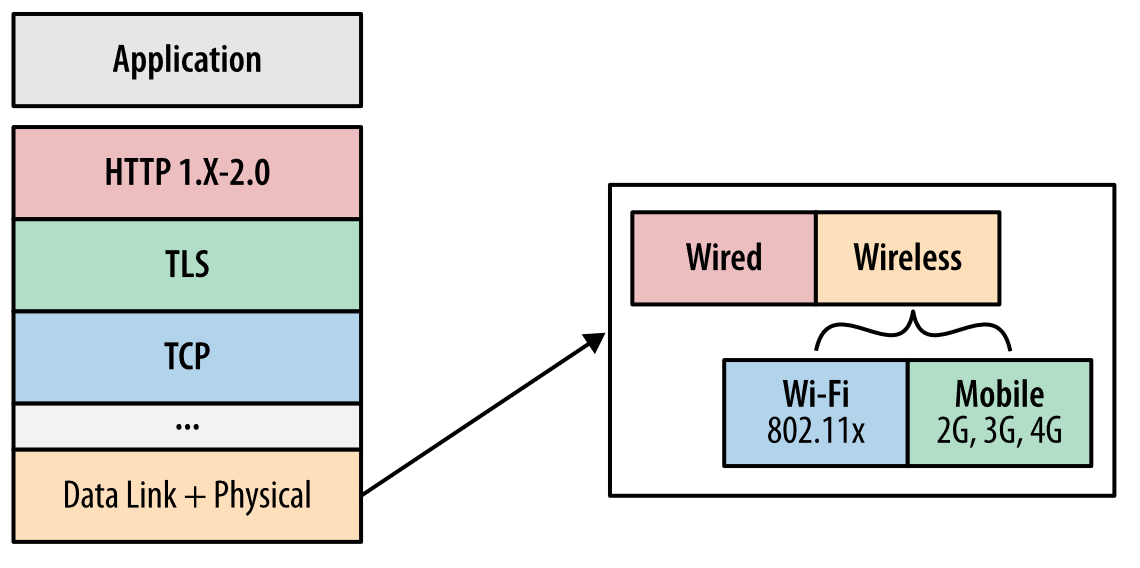 Application
HTTP 1.X-2.0
TLS
TCP
...
Data Link + Physical
Wired
Wireless
Wi-Fi
802.11x
Mobile
2G, 3G, 4G